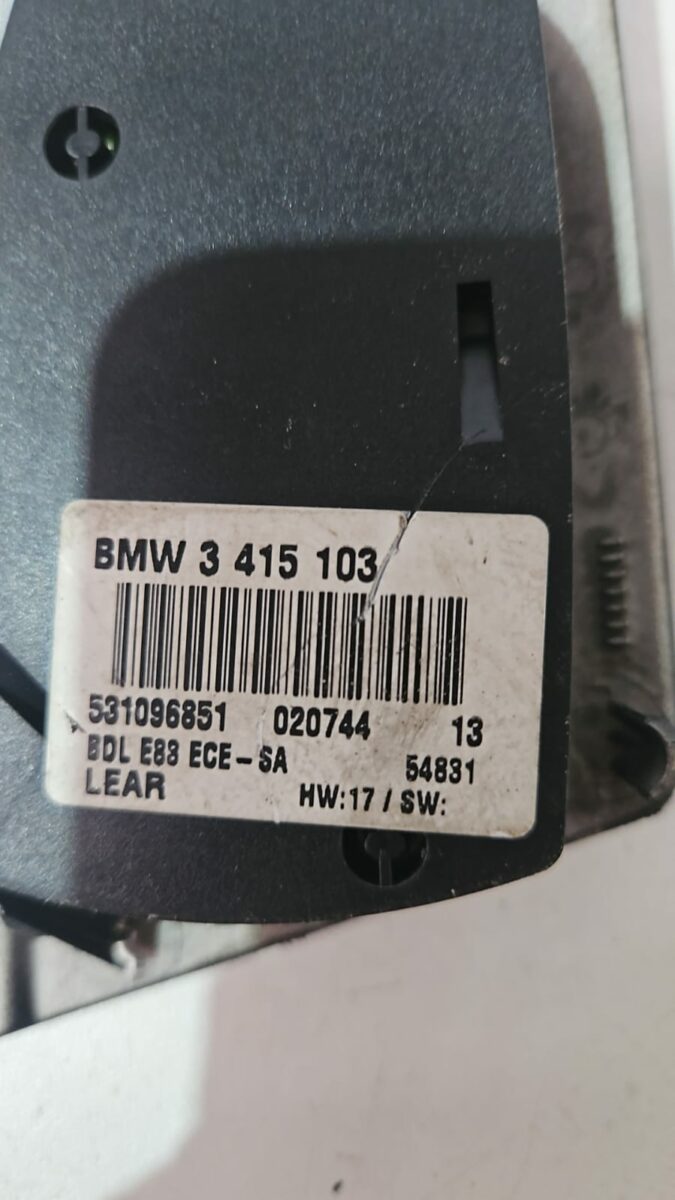 BMW 3 415 103
531096851 020744 13
BDL E83 ECE-SA 54831
LEAR HW:17 / SW: